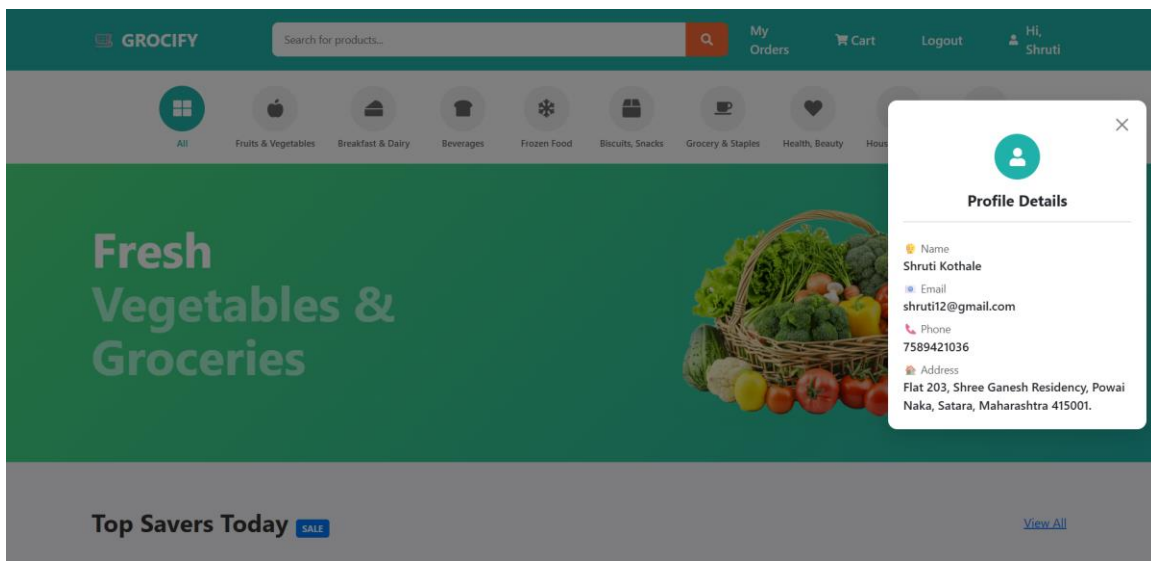 GROCIFY
Search for products...
My
Orders
Cart
Logout
Hi,
Shruti
All
Fruits & Vegetables
Breakfast & Dairy
Beverages
Frozen Food
Biscuits, Snacks
Grocery & Staples
Health, Beauty
Profile Details
Name
Shruti Kothale
Email
shruti12@gmail.com
Phone
7589421036
Address
Flat 203, Shree Ganesh Residency, Powai
Naka, Satara, Maharashtra 415001.
Fresh
Vegetables &
Groceries
Top Savers Today SALE
View All